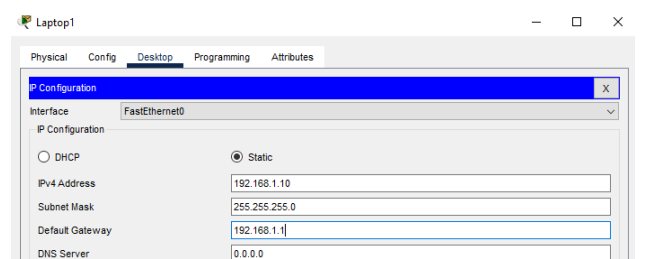 Laptop1
Physical Config Desktop Programming Attributes
IP Configuration X
Interface FastEthernet0
IP Configuration
DHCP Static
IPv4 Address 192.168.1.10
Subnet Mask 255.255.255.0
Default Gateway 192.168.1.1
DNS Server 0.0.0.0